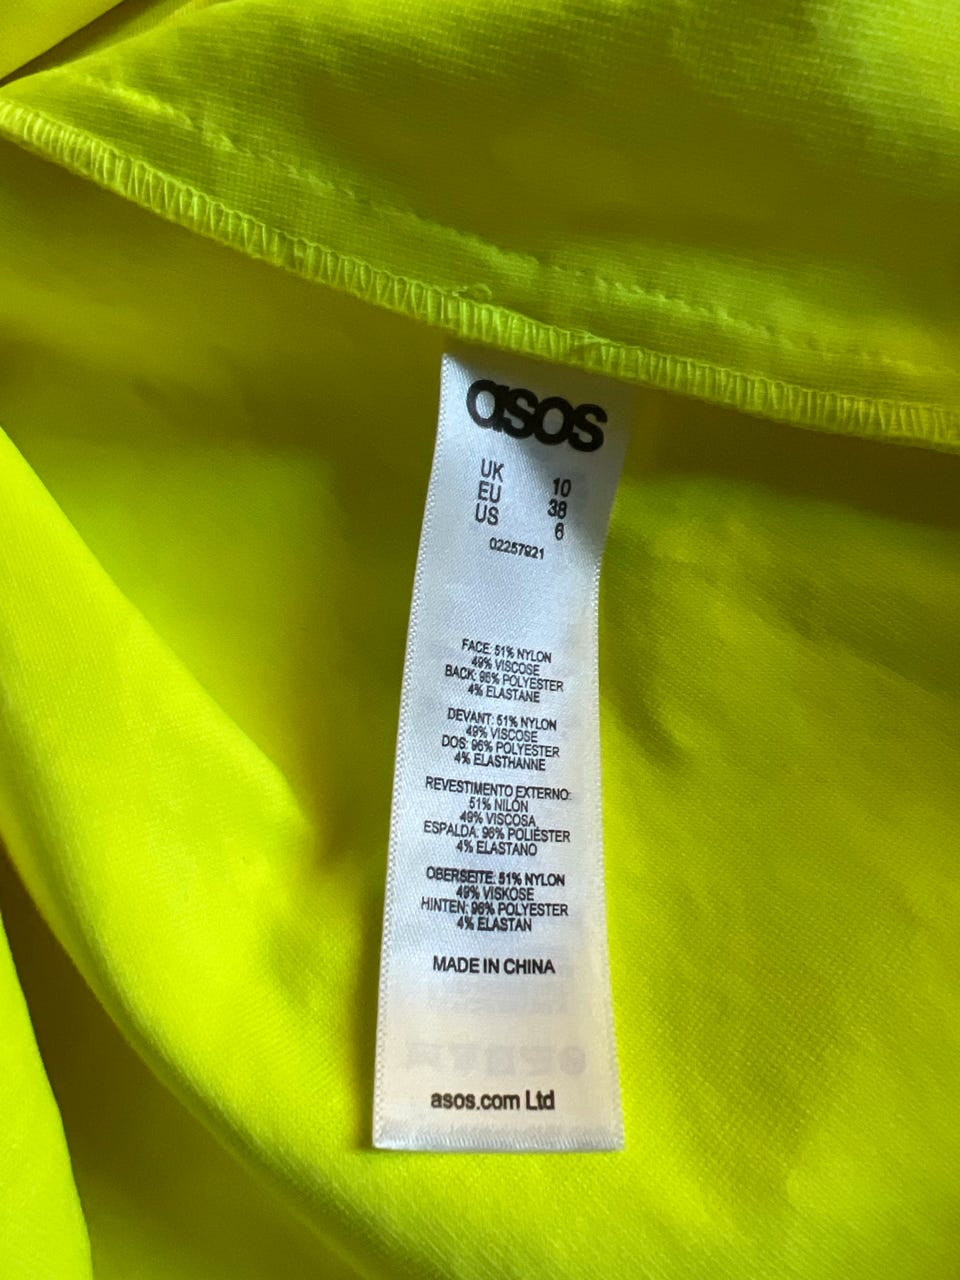 asos
UK 10
EU 38
US 6
02257921
FACE: 51% NYLON
49% VISCOSE
BACK: 96% POLYESTER
4% ELASTANE
DEVANT: 51% NYLON
49% VISCOSE
DOS: 96% POLYESTER
4% ELASTHANNE
REVESTIMENTO EXTERNO:
51% NILÓN
49% VISCOSA
ESPALDA: 96% POLIÉSTER
4% ELASTANO
OBERSEITE: 51% NYLON
49% VISKOSE
HINTEN: 96% POLYESTER
4% ELASTAN
MADE IN CHINA
asos.com Ltd